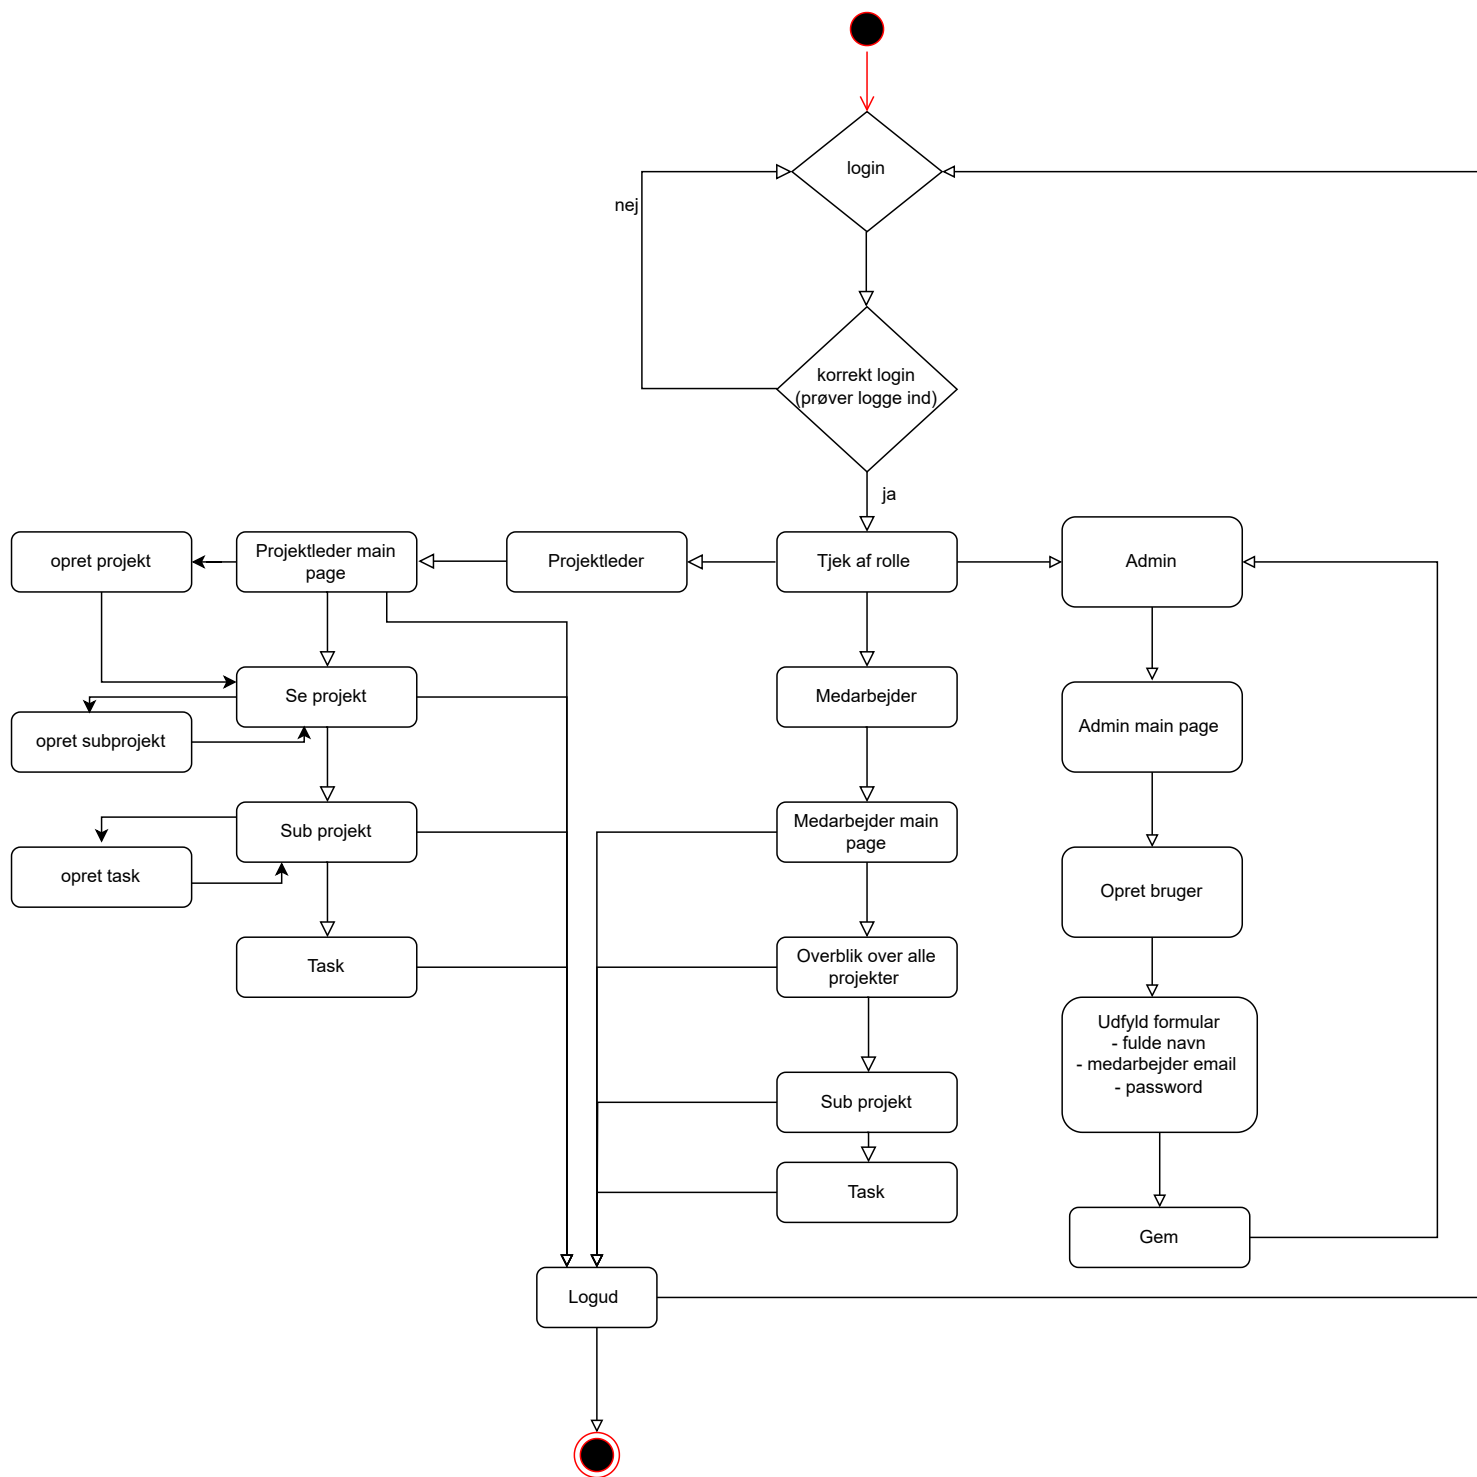 login
nej
korrekt login
(prøver logge ind)
ja
opret projekt
Projektleder main
page
Projektleder
Tjek af rolle
Admin
Se projekt
opret subprojekt
Medarbejder
Admin main page
Sub projekt
opret task
Medarbejder main
page
Opret bruger
Task
Overblik over alle
projekter
Udfyld formular
- fulde navn
- medarbejder email
- password
Sub projekt
Task
Gem
Logud